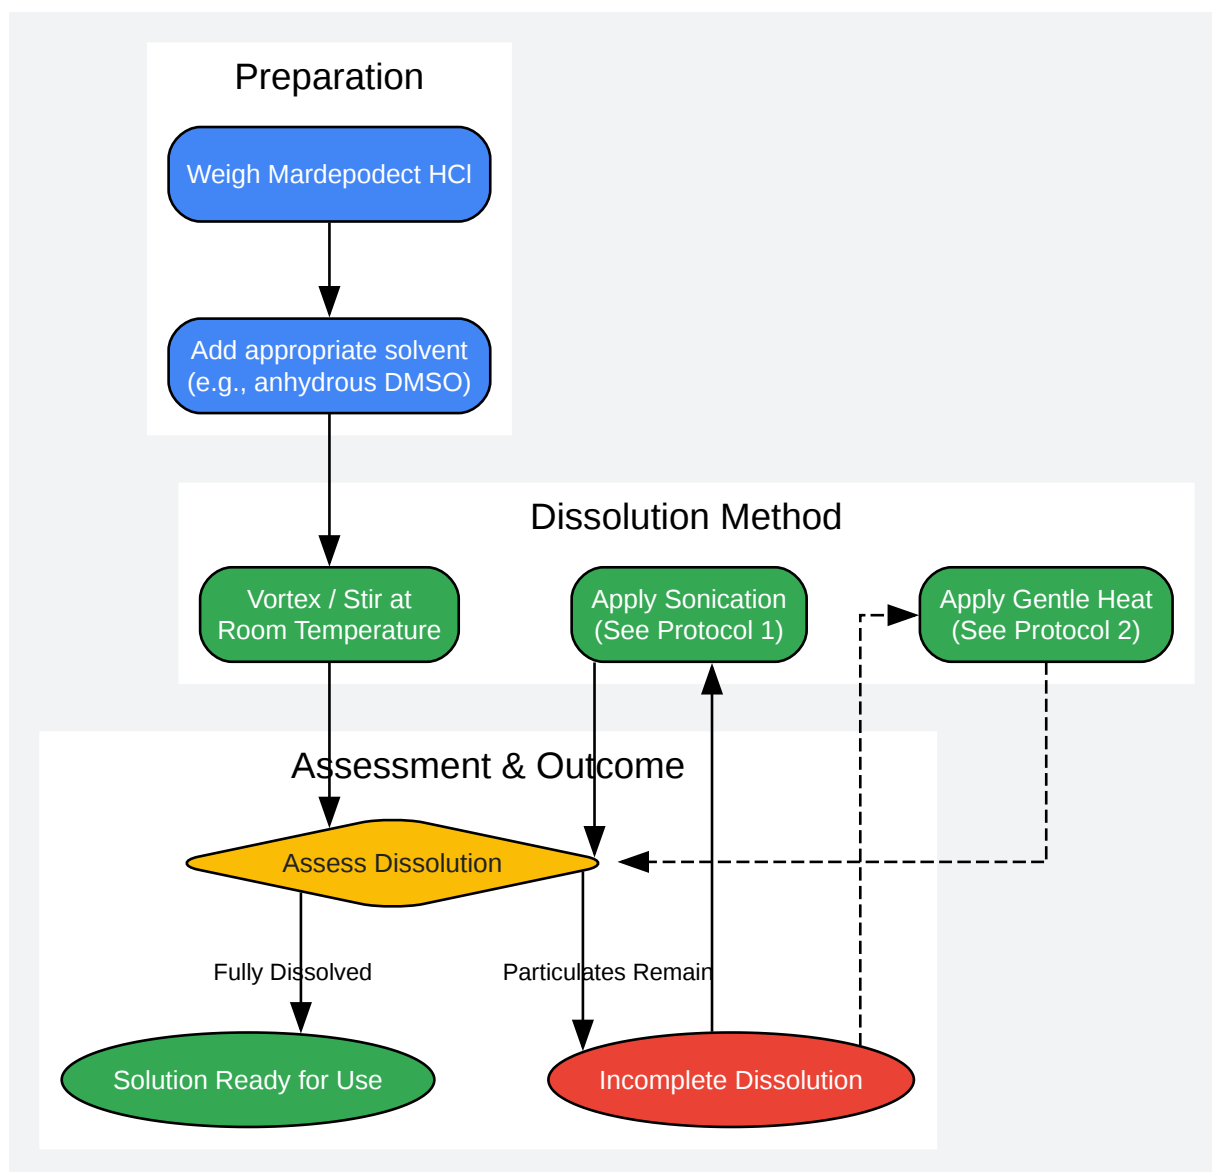 Preparation
Weigh Mardepodect HCl
Add appropriate solvent
(e.g., anhydrous DMSO)
Dissolution Method
Vortex / Stir at
Room Temperature
Apply Sonication
(See Protocol 1)
Apply Gentle Heat
(See Protocol 2)
Assessment & Outcome
Assess Dissolution
Fully Dissolved
Particulates Remain
Solution Ready for Use
Incomplete Dissolution